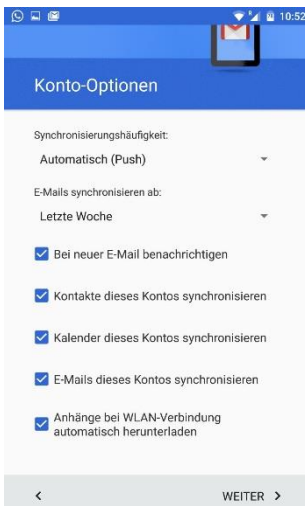 10:52
Konto-Optionen
Synchronisierungshäufigkeit:
Automatisch (Push)
E-Mails synchronisieren ab:
Letzte Woche
Bei neuer E-Mail benachrichtigen
Kontakte dieses Kontos synchronisieren
Kalender dieses Kontos synchronisieren
E-Mails dieses Kontos synchronisieren
Anhänge bei WLAN-Verbindung
automatisch herunterladen
WEITER